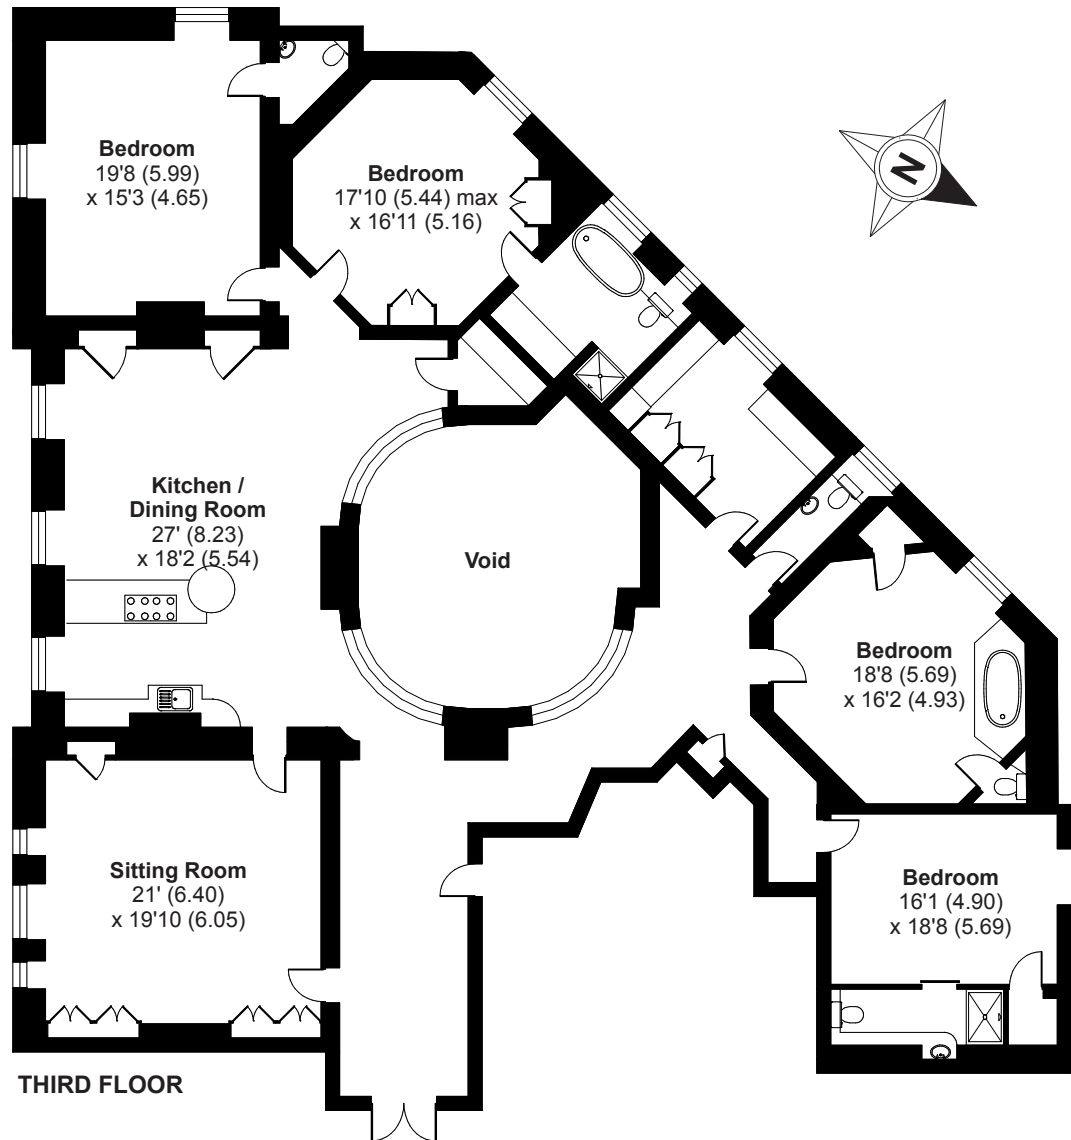 Bedroom
19'8 (5.99)
x 15'3 (4.65)
Bedroom
17'10 (5.44) max
x 16'11 (5.16)
N
Kitchen /
Dining Room
27' (8.23)
x 18'2 (5.54)
Void
Bedroom
18'8 (5.69)
x 16'2 (4.93)
Sitting Room
21' (6.40)
x 19'10 (6.05)
Bedroom
16'1 (4.90)
x 18'8 (5.69)
THIRD FLOOR